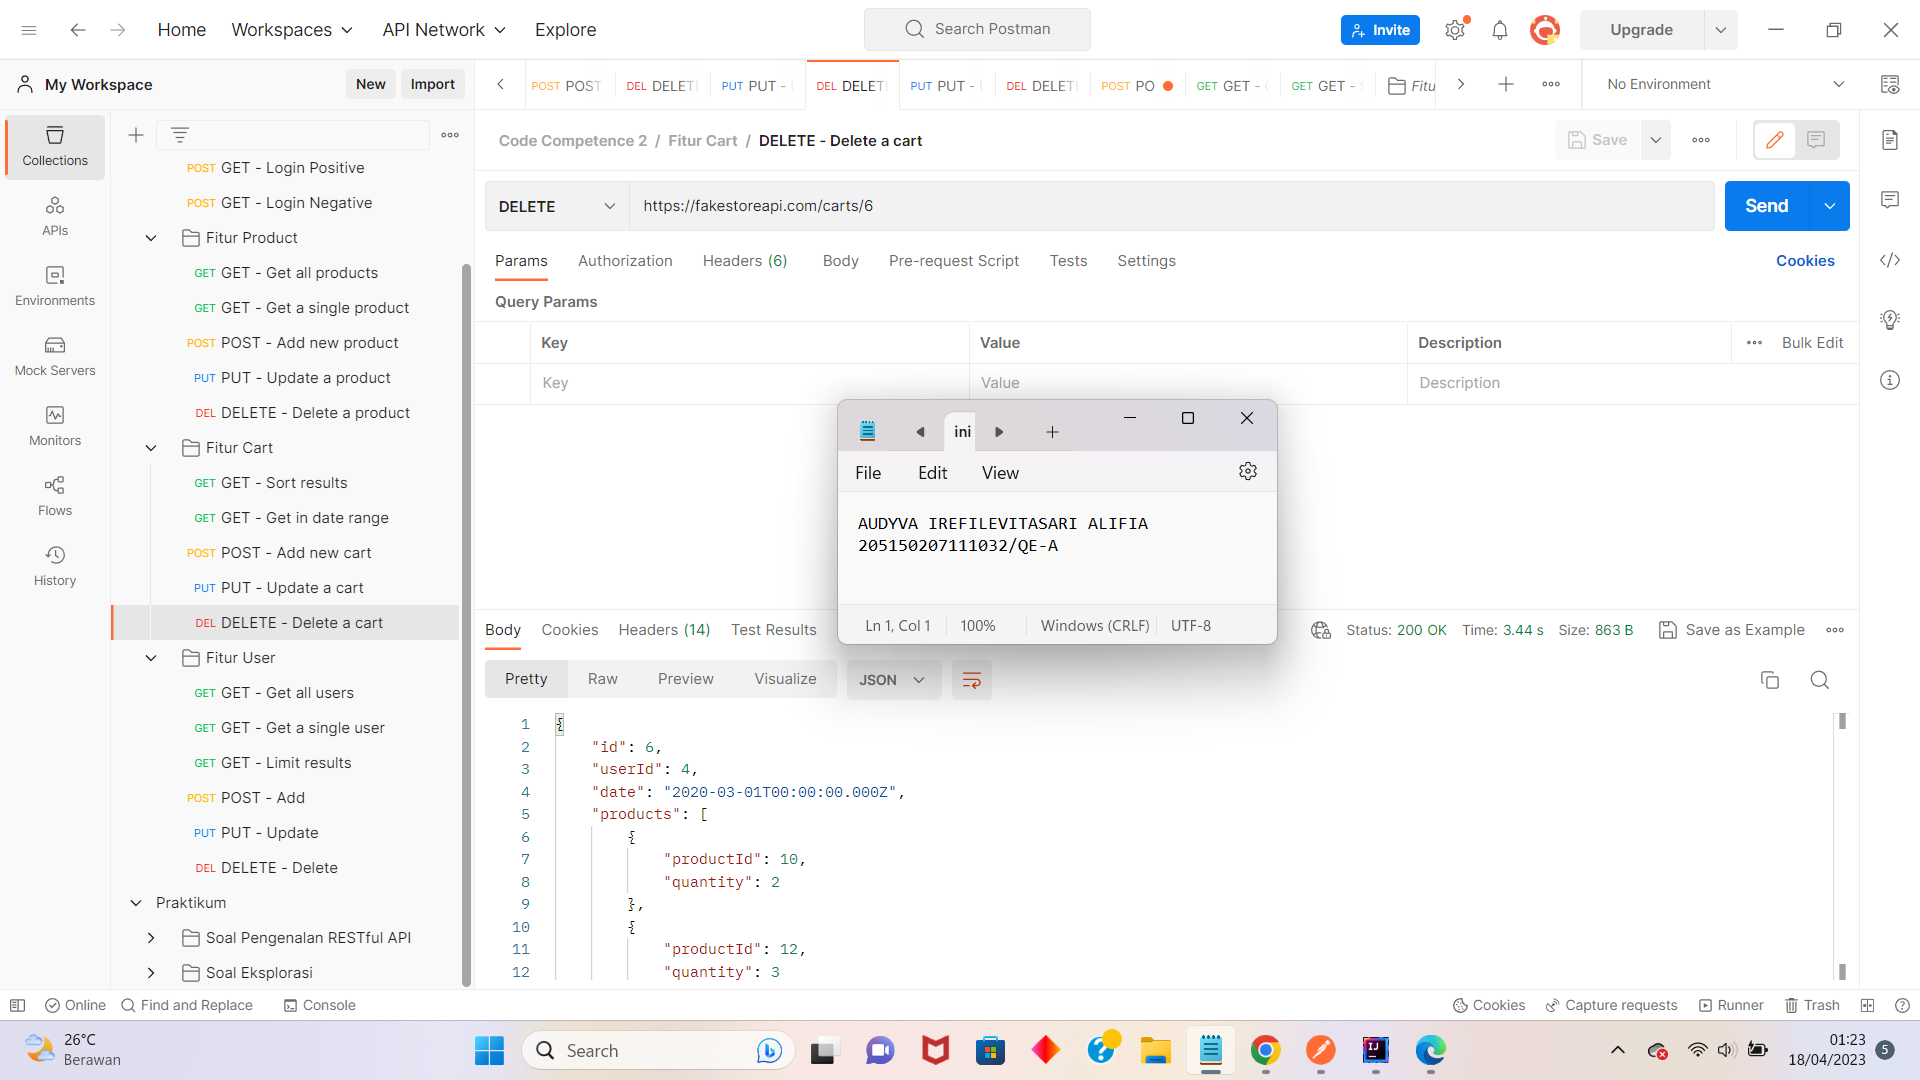 Home
Workspaces
API Network
Explore
Search Postman
Invite
Upgrade
My Workspace
New
Import
POST POST
DEL DELET
PUT PUT -
DEL DELET
PUT PUT -
DEL DELET
POST PO
GET GET -
GET GET -
Fitu
No Environment
Collections
APIs
Environments
Mock Servers
Monitors
Flows
History
POST GET - Login Positive
POST GET - Login Negative
Fitur Product
GET GET - Get all products
GET GET - Get a single product
POST POST - Add new product
PUT PUT - Update a product
DEL DELETE - Delete a product
Fitur Cart
GET GET - Sort results
GET GET - Get in date range
POST POST - Add new cart
PUT PUT - Update a cart
DEL DELETE - Delete a cart
Fitur User
GET GET - Get all users
GET GET - Get a single user
GET GET - Limit results
POST POST - Add
PUT PUT - Update
DEL DELETE - Delete
Praktikum
Soal Pengenalan RESTful API
Soal Eksplorasi
Code Competence 2 / Fitur Cart / DELETE - Delete a cart
Save
DELETE
https://fakestoreapi.com/carts/6
Send
Params
Authorization
Headers (6)
Body
Pre-request Script
Tests
Settings
Cookies
Query Params
Key
Value
Description
Bulk Edit
Key
Value
Description
ini
File
Edit
View
AUDYVA IREFILEVITASARI ALIFIA
205150207111032/QE-A
Ln 1, Col 1
100%
Windows (CRLF)
UTF-8
Body
Cookies
Headers (14)
Test Results
Status: 200 OK
Time: 3.44 s
Size: 863 B
Save as Example
Pretty
Raw
Preview
Visualize
JSON
1 {
2 "id": 6,
3 "userId": 4,
4 "date": "2020-03-01T00:00:00.000Z",
5 "products": [
6 {
7 "productId": 10,
8 "quantity": 2
9 },
10 {
11 "productId": 12,
12 "quantity": 3
Online
Find and Replace
Console
Cookies
Capture requests
Runner
Trash
26°C
Berawan
Search
01:23
18/04/2023
5